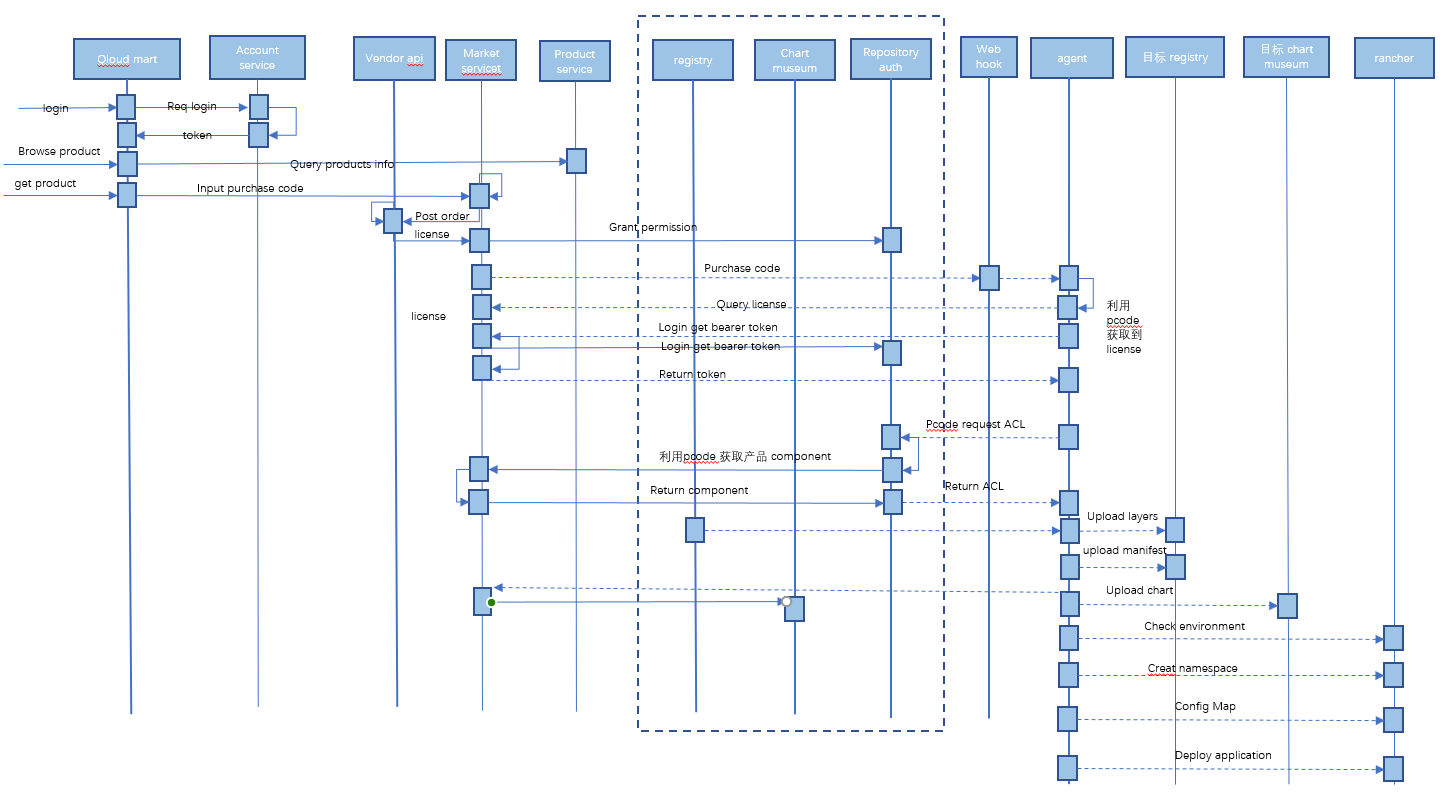 Qloud mart
Account
service
Vendor api
Market
servicet
Product
service
registry
Chart
museum
Repository
auth
Web
hook
agent
目标 registry
目标 chart
museum
rancher
login
Req login
token
Browse product
Query products info
get product
Input purchase code
Post order
license
Grant permission
Purchase code
Query license
license
利用
pcode
获取到
license
Login get bearer token
Login get bearer token
Return token
Pcode request ACL
利用pcode 获取产品 component
Return component
Return ACL
Upload layers
upload manifest
Upload chart
Check environment
Creat namespace
Config Map
Deploy application